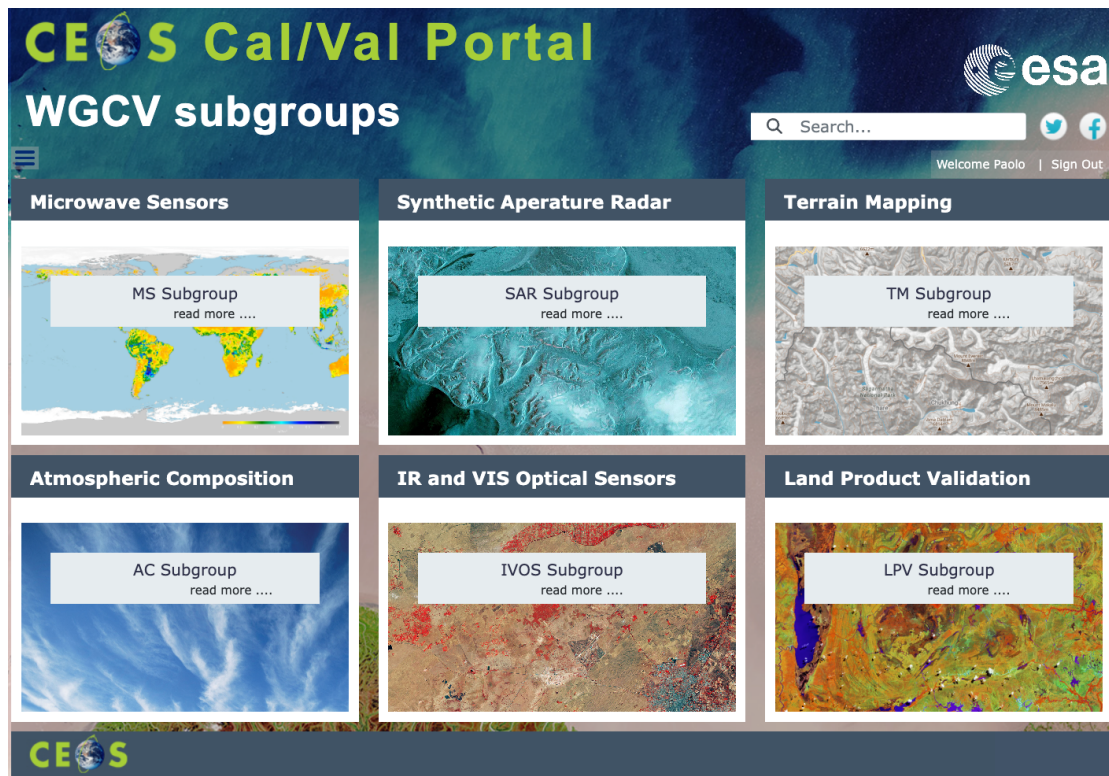 CEOS Cal/Val Portal
esa
WGCV subgroups
Search...
Welcome Paolo | Sign Out
Microwave Sensors
Synthetic Aperature Radar
Terrain Mapping
MS Subgroup
read more ....
SAR Subgroup
read more ....
TM Subgroup
read more ....
Atmospheric Composition
IR and VIS Optical Sensors
Land Product Validation
AC Subgroup
read more ....
IVOS Subgroup
read more ....
LPV Subgroup
read more ....
CEOS